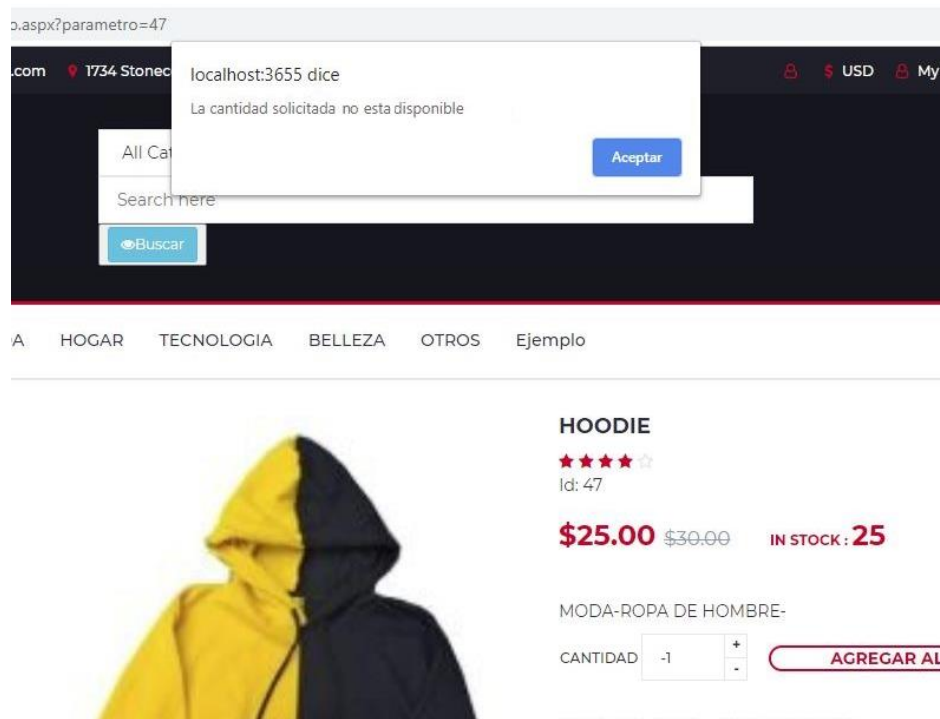 o.aspx?parametro=47
.com 1734 Stonec
$ USD My
localhost:3655 dice
La cantidad solicitada no esta disponible
Aceptar
All Cat
Search here
Buscar
A HOGAR TECNOLOGIA BELLEZA OTROS Ejemplo
HOODIE
Id: 47
$25.00 $30.00 IN STOCK : 25
MODA-ROPA DE HOMBRE-
CANTIDAD -1 + -
AGREGAR AL